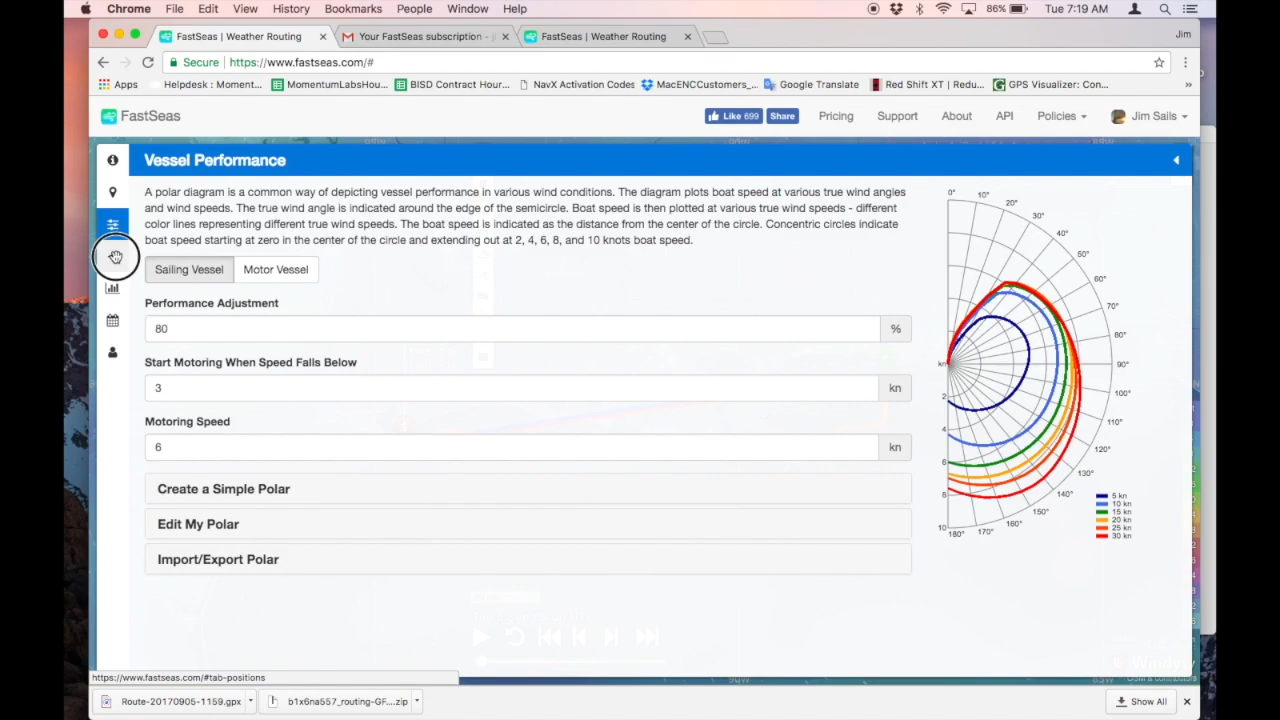 Chrome File Edit View History Bookmarks People Window Help 86% Tue 7:19 AM
FastSeas | Weather Routing Your FastSeas subscription - FastSeas | Weather Routing Jim
Secure https://www.fastseas.com/#
Apps Helpdesk : Moment... MomentumLabsHou... BISD Contract Hour... NavX Activation Codes MacENCCustomers_... Google Translate Red Shift XT | Redu... GPS Visualizer: Con... »
FastSeas Like 699 Share Pricing Support About API Policies Jim Sails
Vessel Performance
A polar diagram is a common way of depicting vessel performance in various wind conditions. The diagram plots boat speed at various true wind angles
and wind speeds. The true wind angle is indicated around the edge of the semicircle. Boat speed is then plotted at various true wind speeds - different
color lines representing different true wind speeds. The boat speed is indicated as the distance from the center of the circle. Concentric circles indicate
boat speed starting at zero in the center of the circle and extending out at 2, 4, 6, 8, and 10 knots boat speed.
Sailing Vessel Motor Vessel
Performance Adjustment
80 %
Start Motoring When Speed Falls Below
3 kn
Motoring Speed
6 kn
Create a Simple Polar
Edit My Polar
Import/Export Polar
0°
10°
20°
30°
40°
50°
60°
70°
80°
kn 90°
100°
2
110°
4
120°
6
130°
8
140°
150°
160°
10 180° 170°
5 kn
10 kn
15 kn
20 kn
25 kn
30 kn
Windy
OSM & contributors
https://www.fastseas.com/#tab-positions
Route-20170905-1159.gpx b1x6na557_routing-GF....zip Show All